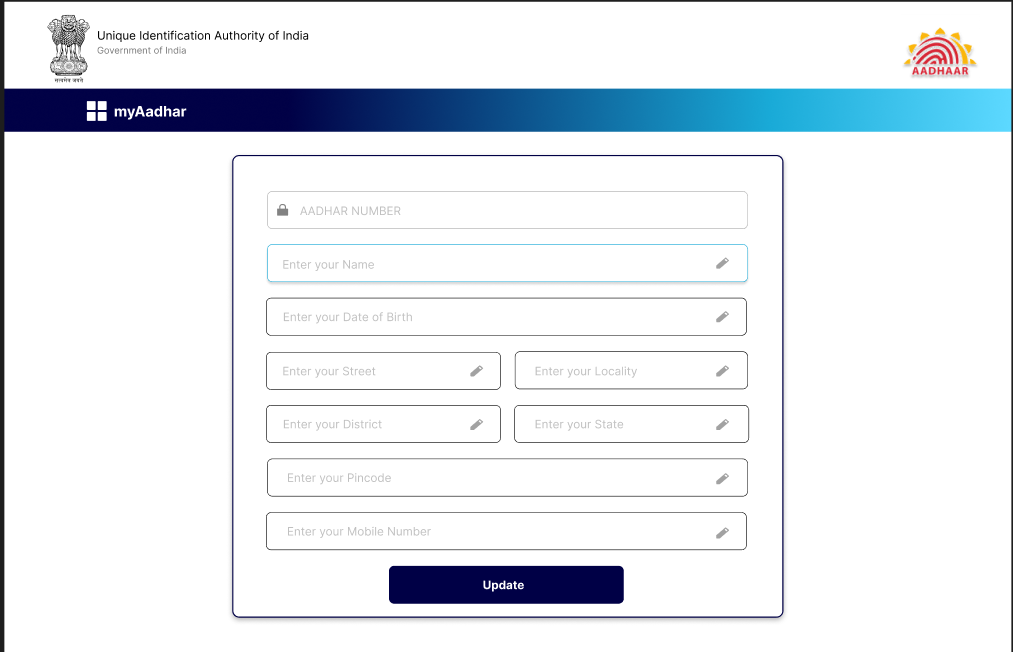 Unique Identification Authority of India
Government of India
सत्यमेव जयते
AADHAAR
myAadhar
AADHAR NUMBER
Enter your Name
Enter your Date of Birth
Enter your Street
Enter your Locality
Enter your District
Enter your State
Enter your Pincode
Enter your Mobile Number
Update